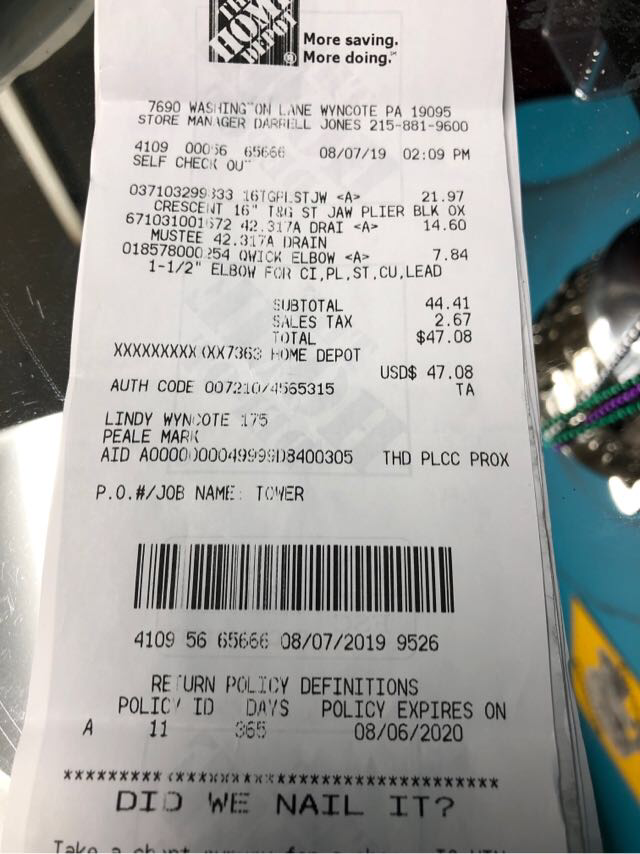 THE HOME DEPOT
More saving.
More doing.℠
7690 WASHINGTON LANE WYNCOTE PA 19095
STORE MANAGER DARRELL JONES 215-881-9600
4109 00056 65666 08/07/19 02:09 PM
SELF CHECK OUT
037103299333 16TGPLSTJW <A> 21.97
CRESCENT 16" T&G ST JAW PLIER BLK OX
671031001672 42.317A DRAI <A> 14.60
MUSTEE 42.317A DRAIN
018578000254 QWICK ELBOW <A> 7.84
1-1/2" ELBOW FOR CI,PL,ST,CU,LEAD
SUBTOTAL 44.41
SALES TAX 2.67
TOTAL $47.08
XXXXXXXXXXXX7363 HOME DEPOT
USD$ 47.08
AUTH CODE 007210/4565315 TA
LINDY WYNCOTE 175
PEALE MARK
AID A0000000049999D8400305 THD PLCC PROX
P.O.#/JOB NAME: TOWER
4109 56 65666 08/07/2019 9526
RETURN POLICY DEFINITIONS
POLICY ID DAYS POLICY EXPIRES ON
A 11 365 08/06/2020
DID WE NAIL IT?
Take a